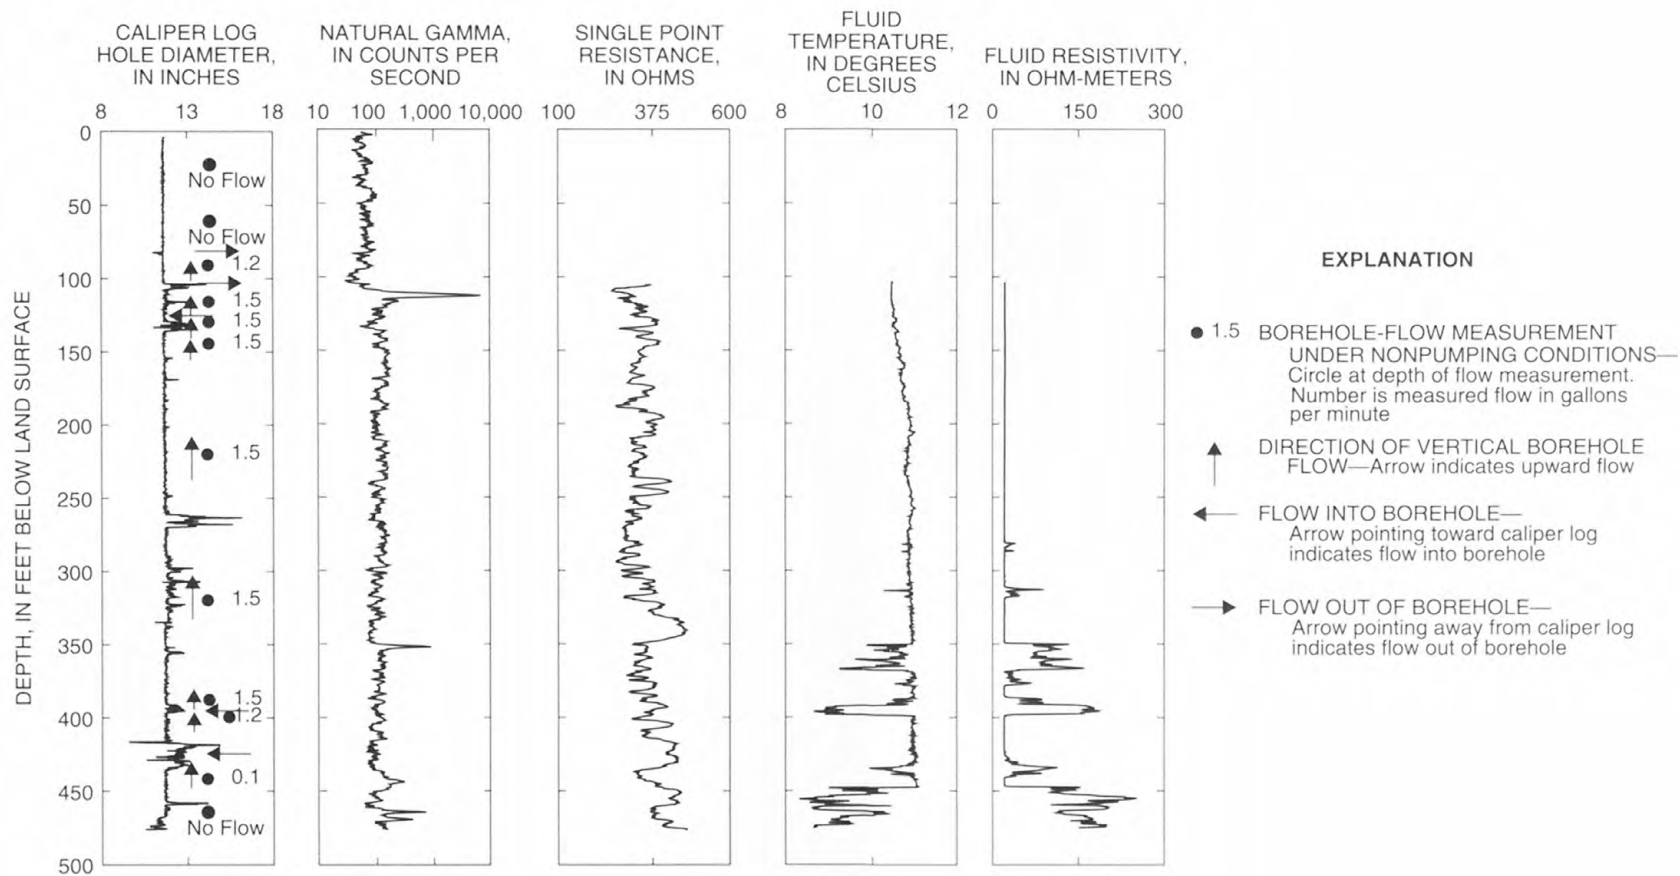 CALIPER LOG
HOLE DIAMETER,
IN INCHES
8 13 18
NATURAL GAMMA,
IN COUNTS PER
SECOND
10 100 1,000 10,000
SINGLE POINT
RESISTANCE,
IN OHMS
100 375 600
FLUID
TEMPERATURE,
IN DEGREES
CELSIUS
8 10 12
FLUID RESISTIVITY,
IN OHM-METERS
0 150 300
DEPTH, IN FEET BELOW LAND SURFACE
0
50
100
150
200
250
300
350
400
450
500
No Flow
No Flow
1.2
1.5
1.5
1.5
1.5
1.5
1.5
1.2
0.1
No Flow
EXPLANATION
1.5 BOREHOLE-FLOW MEASUREMENT
UNDER NONPUMPING CONDITIONS—
Circle at depth of flow measurement.
Number is measured flow in gallons
per minute
DIRECTION OF VERTICAL BOREHOLE
FLOW—Arrow indicates upward flow
FLOW INTO BOREHOLE—
Arrow pointing toward caliper log
indicates flow into borehole
FLOW OUT OF BOREHOLE—
Arrow pointing away from caliper log
indicates flow out of borehole